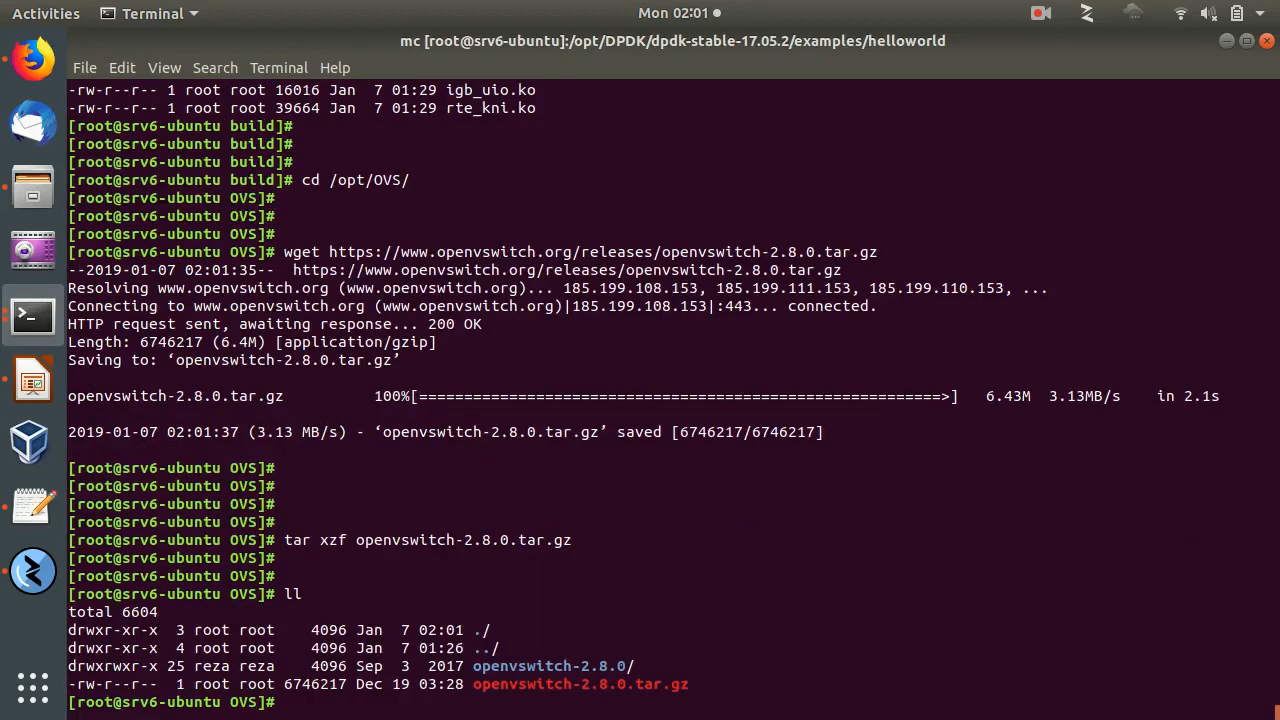 Activities Terminal Mon 02:01
mc [root@srv6-ubuntu]:/opt/DPDK/dpdk-stable-17.05.2/examples/helloworld
File Edit View Search Terminal Help
-rw-r--r-- 1 root root 16016 Jan  7 01:29 igb_uio.ko
-rw-r--r-- 1 root root 39664 Jan  7 01:29 rte_kni.ko
[root@srv6-ubuntu build]#
[root@srv6-ubuntu build]#
[root@srv6-ubuntu build]#
[root@srv6-ubuntu build]# cd /opt/OVS/
[root@srv6-ubuntu OVS]#
[root@srv6-ubuntu OVS]#
[root@srv6-ubuntu OVS]#
[root@srv6-ubuntu OVS]# wget https://www.openvswitch.org/releases/openvswitch-2.8.0.tar.gz
--2019-01-07 02:01:35--  https://www.openvswitch.org/releases/openvswitch-2.8.0.tar.gz
Resolving www.openvswitch.org (www.openvswitch.org)... 185.199.108.153, 185.199.111.153, 185.199.110.153, ...
Connecting to www.openvswitch.org (www.openvswitch.org)|185.199.108.153|:443... connected.
HTTP request sent, awaiting response... 200 OK
Length: 6746217 (6.4M) [application/gzip]
Saving to: ‘openvswitch-2.8.0.tar.gz’
openvswitch-2.8.0.tar.gz          100%[==========================================================>]   6.43M  3.13MB/s    in 2.1s
2019-01-07 02:01:37 (3.13 MB/s) - ‘openvswitch-2.8.0.tar.gz’ saved [6746217/6746217]
[root@srv6-ubuntu OVS]#
[root@srv6-ubuntu OVS]#
[root@srv6-ubuntu OVS]#
[root@srv6-ubuntu OVS]#
[root@srv6-ubuntu OVS]# tar xzf openvswitch-2.8.0.tar.gz
[root@srv6-ubuntu OVS]#
[root@srv6-ubuntu OVS]#
[root@srv6-ubuntu OVS]# ll
total 6604
drwxr-xr-x  3 root root    4096 Jan  7 02:01 ./
drwxr-xr-x  4 root root    4096 Jan  7 01:26 ../
drwxrwxr-x 25 reza reza    4096 Sep  3  2017 openvswitch-2.8.0/
-rw-r--r--  1 root root 6746217 Dec 19 03:28 openvswitch-2.8.0.tar.gz
[root@srv6-ubuntu OVS]#